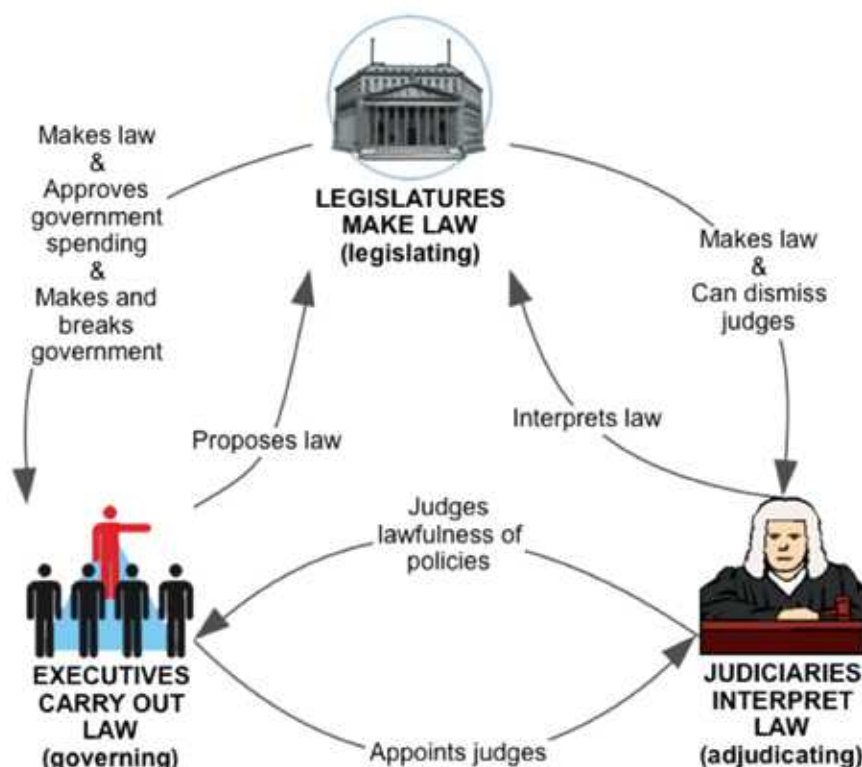 Makes law
&
Approves
government
spending
&
Makes and
breaks
government
LEGISLATURES
MAKE LAW
(legislating)
Makes law
&
Can dismiss
judges
Proposes law
Interprets law
Judges
lawfulness of
policies
EXECUTIVES
CARRY OUT
LAW
(governing)
Appoints judges
JUDICIARIES
INTERPRET
LAW
(adjudicating)